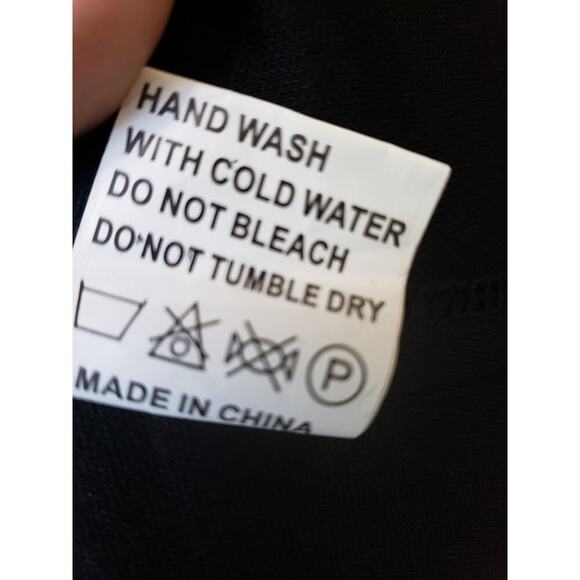 HAND WASH
WITH COLD WATER
DO NOT BLEACH
DO NOT TUMBLE DRY
P
MADE IN CHINA